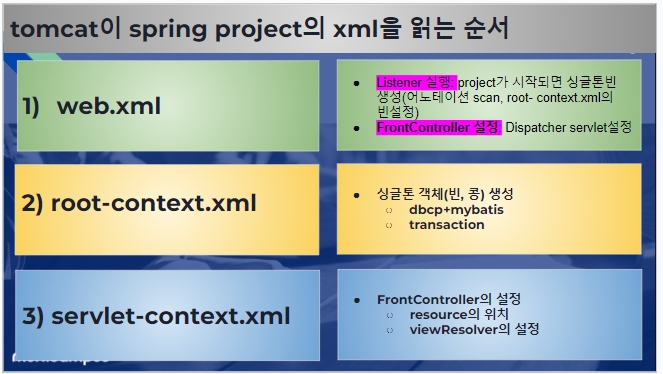 tomcat이 spring project의 xml을 읽는 순서
1) web.xml
● Listener 실행: project가 시작되면 싱글톤빈
생성(어노테이션 scan, root- context.xml의
빈설정)
● FrontController 설정: Dispatcher servlet설정
2) root-context.xml
● 싱글톤 객체(빈, 콩) 생성
○ dbcp+mybatis
○ transaction
3) servlet-context.xml
● FrontController의 설정
○ resource의 위치
○ viewResolver의 설정